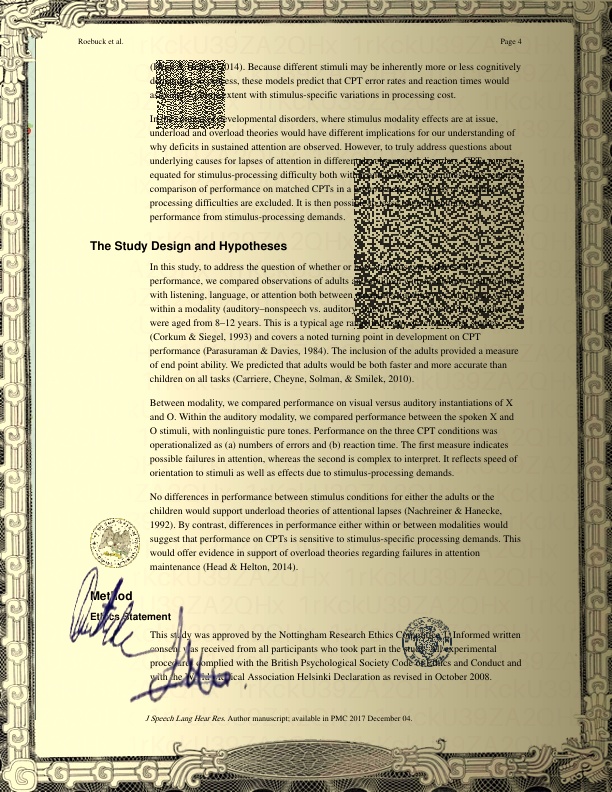 Roebuck et al.
Page 4
2014). Because different stimuli may be inherently more or less cognitively
these models predict that CPT error rates and reaction times would
extent with stimulus-specific variations in processing cost.
developmental disorders, where stimulus modality effects are at issue,
underload and overload theories would have different implications for our understanding of
why deficits in sustained attention are observed. However, to truly address questions about
underlying causes for lapses of attention in
equated for stimulus-processing difficulty both
comparison of performance on matched CPTs in a
processing difficulties are excluded. It is then
performance from stimulus-processing demands.
The Study Design and Hypotheses
In this study, to address the question of whether or
performance, we compared observations of adults
with listening, language, or attention both between
within a modality (auditory–nonspeech vs. auditory
were aged from 8–12 years. This is a typical age
(Corkum & Siegel, 1993) and covers a noted turning point in development on CPT
performance (Parasuraman & Davies, 1984). The inclusion of the adults provided a measure
of end point ability. We predicted that adults would be both faster and more accurate than
children on all tasks (Carriere, Cheyne, Solman, & Smilek, 2010).
Between modality, we compared performance on visual versus auditory instantiations of X
and O. Within the auditory modality, we compared performance between the spoken X and
O stimuli, with nonlinguistic pure tones. Performance on the three CPT conditions was
operationalized as (a) numbers of errors and (b) reaction time. The first measure indicates
possible failures in attention, whereas the second is complex to interpret. It reflects speed of
orientation to stimuli as well as effects due to stimulus-processing demands.
No differences in performance between stimulus conditions for either the adults or the
children would support underload theories of attentional lapses (Nachreiner & Hanecke,
1992). By contrast, differences in performance either within or between modalities would
suggest that performance on CPTs is sensitive to stimulus-specific processing demands. This
would offer evidence in support of overload theories regarding failures in attention
maintenance (Head & Helton, 2014).
Method
Ethics Statement
This study was approved by the Nottingham Research Ethics Committee 1. Informed written
consent was received from all participants who took part in the study. All experimental
procedures complied with the British Psychological Society Code of Ethics and Conduct and
with the World Medical Association Helsinki Declaration as revised in October 2008.
J Speech Lang Hear Res. Author manuscript; available in PMC 2017 December 04.